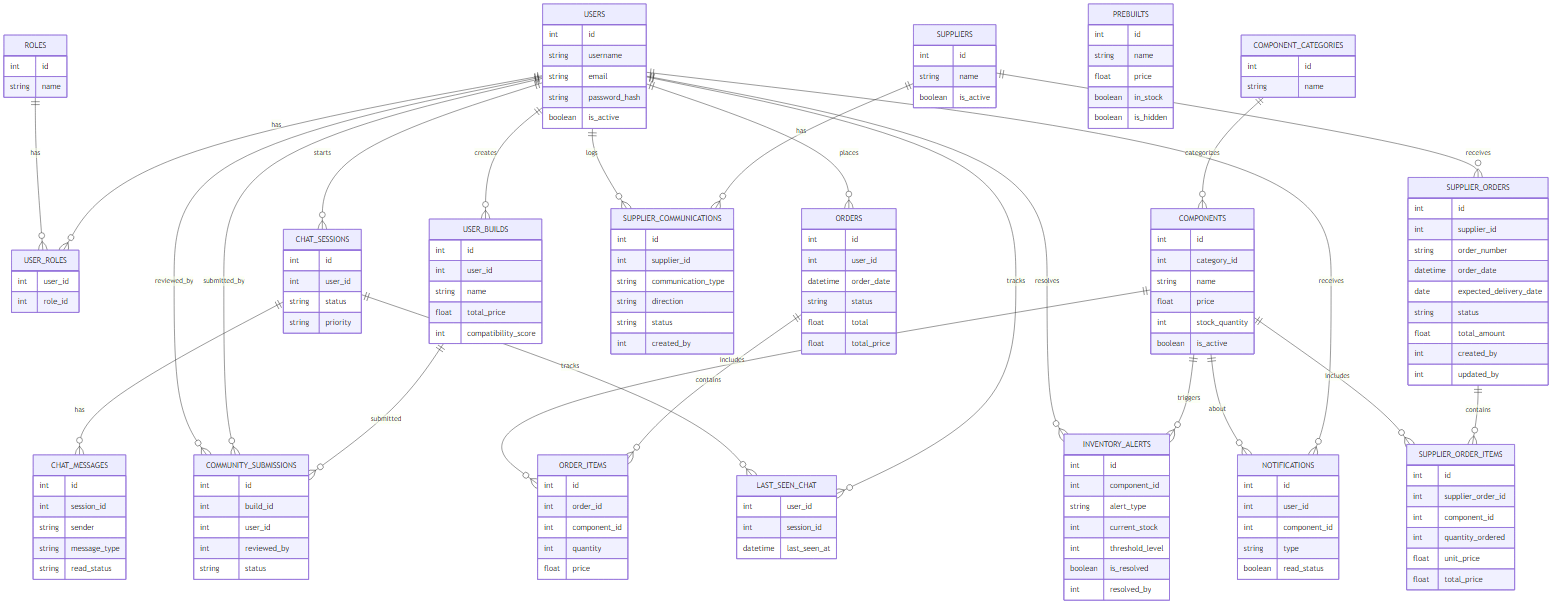 USERS
int id
string username
string email
string password_hash
boolean is_active
PREBUILTS
int id
string name
float price
boolean in_stock
boolean is_hidden
SUPPLIERS
int id
string name
boolean is_active
ROLES
int id
string name
COMPONENT_CATEGORIES
int id
string name
has
has
starts
creates
logs
has
places
categorizes
receives
SUPPLIER_ORDERS
int id
int supplier_id
string order_number
datetime order_date
date expected_delivery_date
string status
float total_amount
int created_by
int updated_by
SUPPLIER_COMMUNICATIONS
int id
int supplier_id
string communication_type
string direction
string status
int created_by
ORDERS
int id
int user_id
datetime order_date
string status
float total
float total_price
COMPONENTS
int id
int category_id
string name
float price
int stock_quantity
boolean is_active
USER_BUILDS
int id
int user_id
string name
float total_price
int compatibility_score
CHAT_SESSIONS
int id
int user_id
string status
string priority
USER_ROLES
int user_id
int role_id
reviewed_by
submitted_by
tracks
resolves
receives
tracks
includes
contains
includes
triggers
about
has
submitted
contains
INVENTORY_ALERTS
int id
int component_id
string alert_type
int current_stock
int threshold_level
boolean is_resolved
int resolved_by
SUPPLIER_ORDER_ITEMS
int id
int supplier_order_id
int component_id
int quantity_ordered
float unit_price
float total_price
CHAT_MESSAGES
int id
int session_id
string sender
string message_type
string read_status
COMMUNITY_SUBMISSIONS
int id
int build_id
int user_id
int reviewed_by
string status
ORDER_ITEMS
int id
int order_id
int component_id
int quantity
float price
NOTIFICATIONS
int id
int user_id
int component_id
string type
boolean read_status
LAST_SEEN_CHAT
int user_id
int session_id
datetime last_seen_at